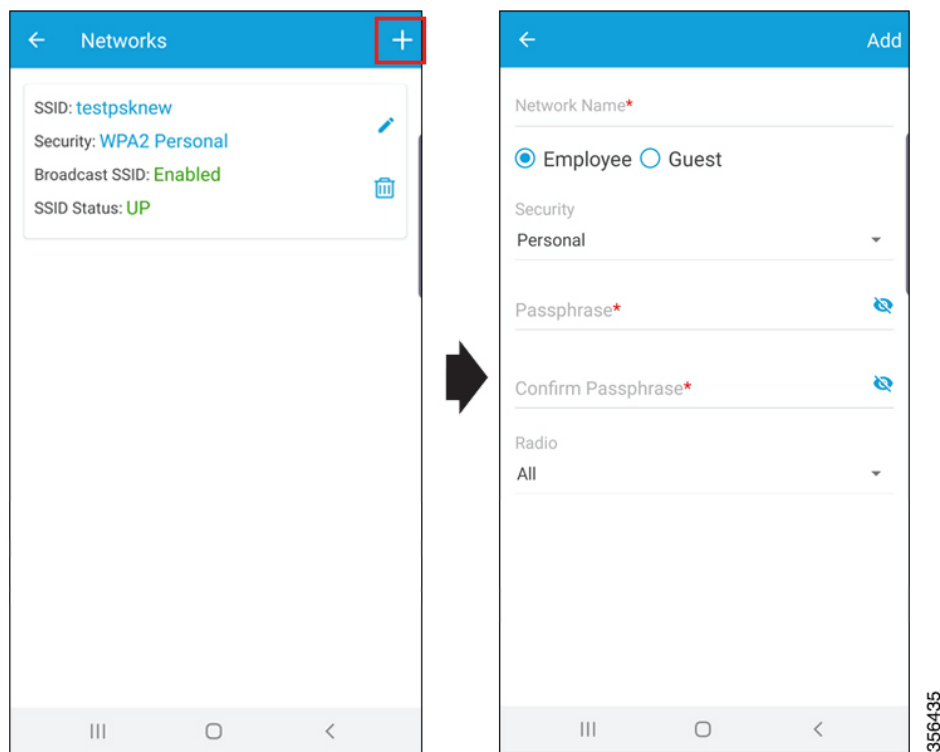 Networks
SSID: testpsknew
Security: WPA2 Personal
Broadcast SSID: Enabled
SSID Status: UP
Add
Network Name*
Employee Guest
Security
Personal
Passphrase*
Confirm Passphrase*
Radio
All
356435